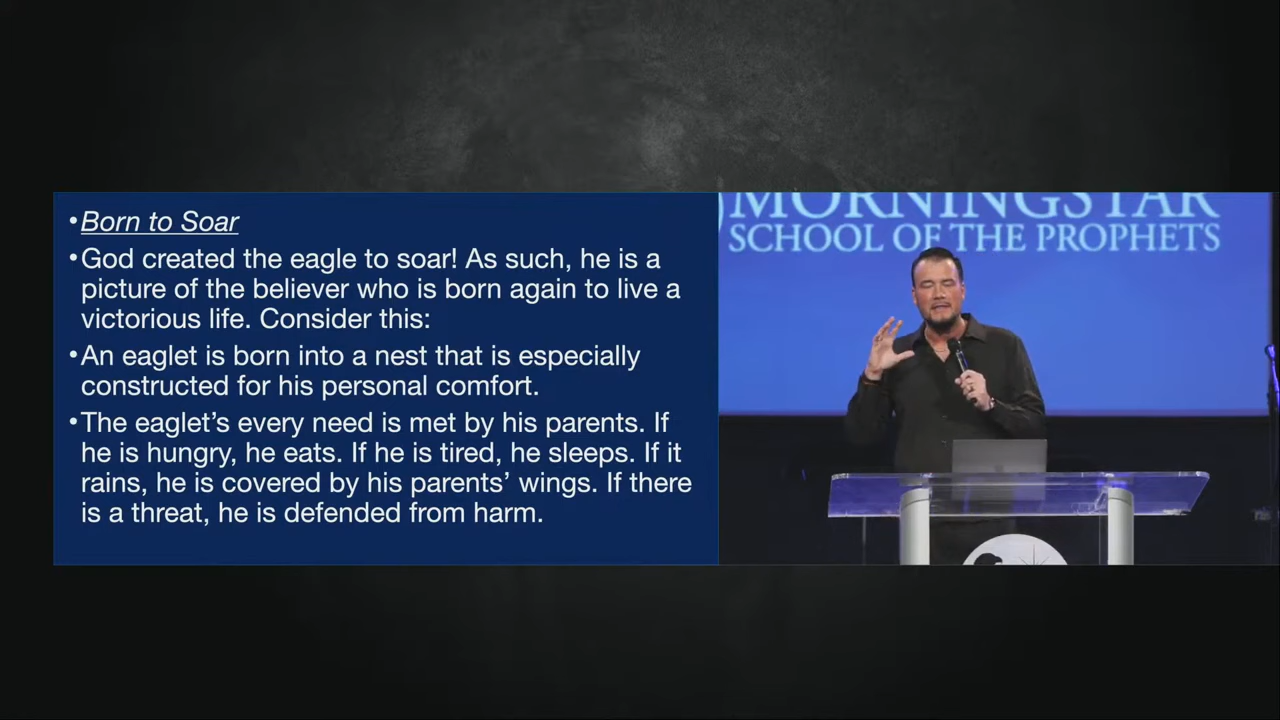 •Born to Soar
•God created the eagle to soar! As such, he is a
picture of the believer who is born again to live a
victorious life. Consider this:
•An eaglet is born into a nest that is especially
constructed for his personal comfort.
•The eaglet’s every need is met by his parents. If
he is hungry, he eats. If he is tired, he sleeps. If it
rains, he is covered by his parents’ wings. If there
is a threat, he is defended from harm.
MORNINGSTAR
SCHOOL OF THE PROPHETS